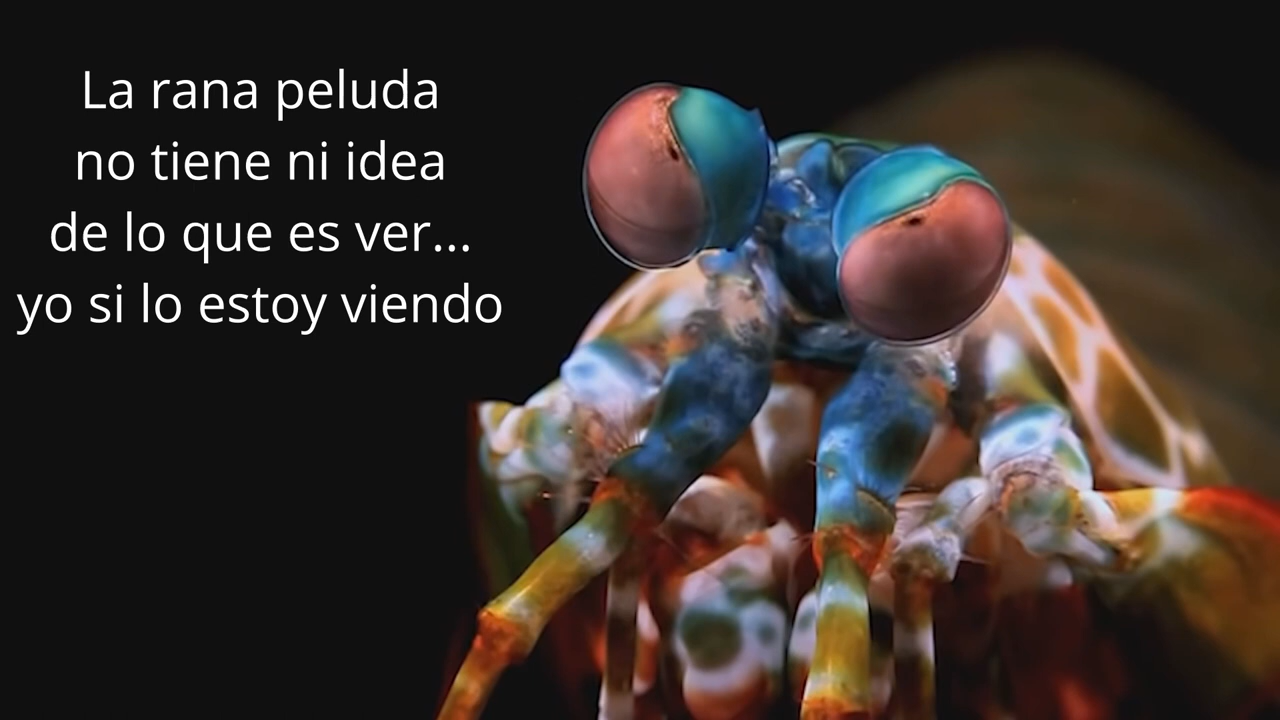 La rana peluda
no tiene ni idea
de lo que es ver...
yo si lo estoy viendo